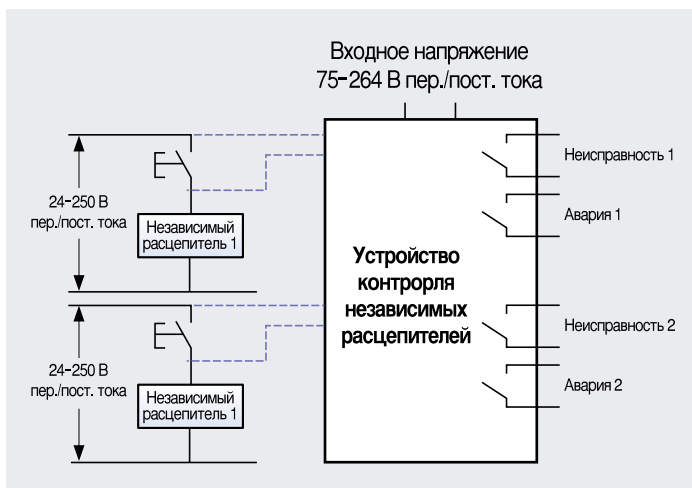 Входное напряжение
75-264 В пер./пост. тока
Неисправность 1
24-250 В
пер./пост. тока
Независимый
расцепитель 1
Авария 1
Устройство
контрорля
независимых
расцепителей
Неисправность 2
24-250 В
пер./пост. тока
Независимый
расцепитель 1
Авария 2